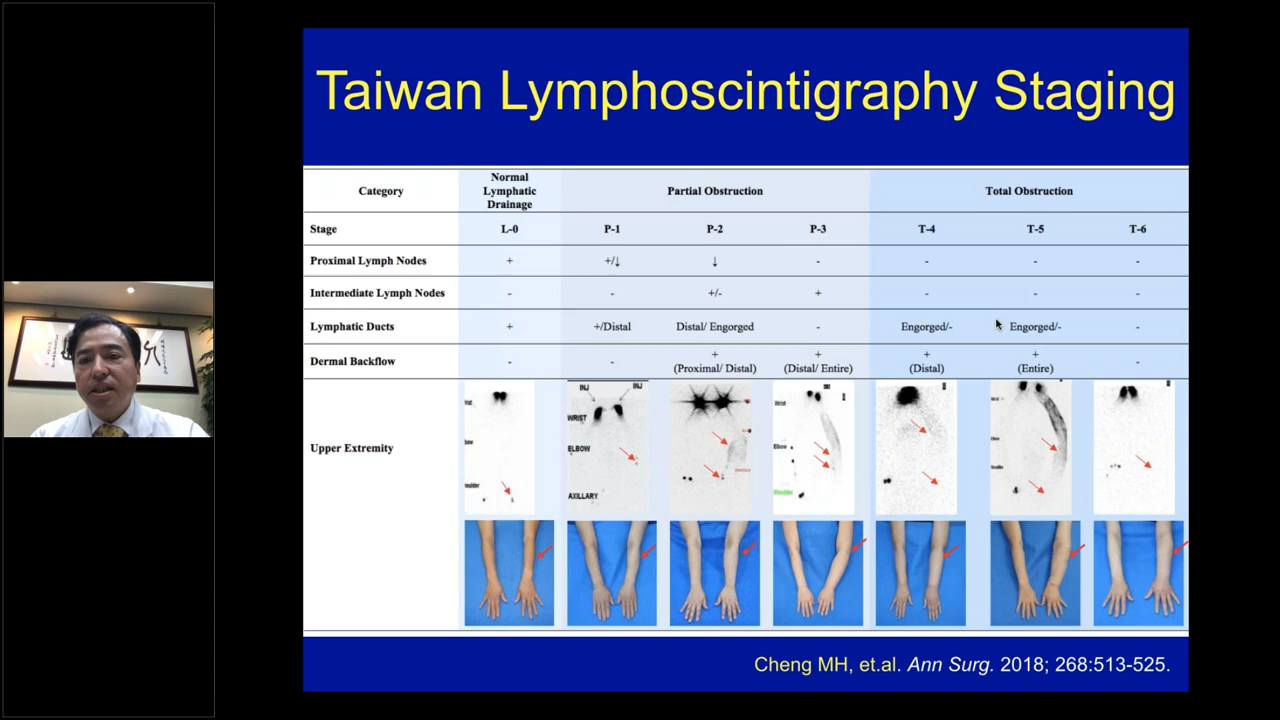 Taiwan Lymphoscintigraphy Staging
Category
Normal
Lymphatic
Drainage
Partial Obstruction
Total Obstruction
Stage L-0 P-1 P-2 P-3 T-4 T-5 T-6
Proximal Lymph Nodes + +/↓ ↓ - - - -
Intermediate Lymph Nodes - - +/- + - - -
Lymphatic Ducts + +/Distal Distal/ Engorged - Engorged/- Engorged/- -
Dermal Backflow - - + + + + -
(Proximal/ Distal) (Distal/ Entire) (Distal) (Entire)
Upper Extremity
INJ INJ
WRIST
ELBOW
AXILLARY
Wrist
Elbow
Shoulder
Cheng MH, et.al. Ann Surg. 2018; 268:513-525.